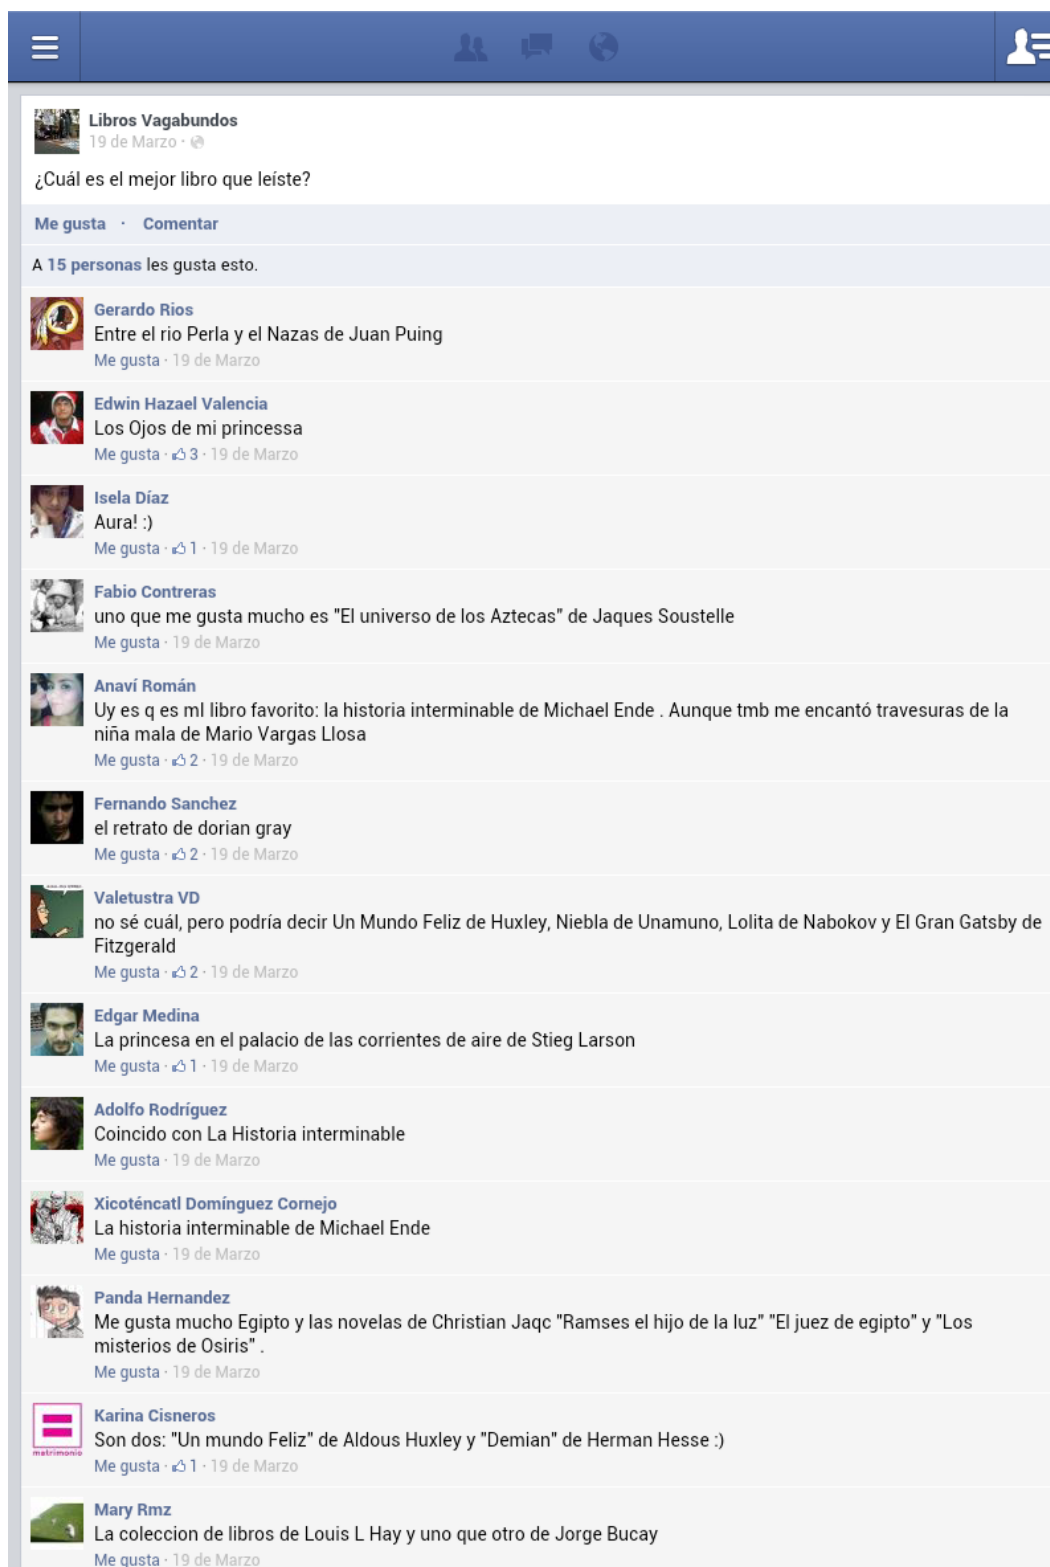 Libros Vagabundos
19 de Marzo ·
¿Cuál es el mejor libro que leíste?
Me gusta · Comentar
A 15 personas les gusta esto.
Gerardo Rios
Entre el rio Perla y el Nazas de Juan Puing
Me gusta · 19 de Marzo
Edwin Hazael Valencia
Los Ojos de mi princessa
Me gusta · 3 · 19 de Marzo
Isela Díaz
Aura! :)
Me gusta · 1 · 19 de Marzo
Fabio Contreras
uno que me gusta mucho es "El universo de los Aztecas" de Jaques Soustelle
Me gusta · 19 de Marzo
Anaví Román
Uy es q es ml libro favorito: la historia interminable de Michael Ende . Aunque tmb me encantó travesuras de la
niña mala de Mario Vargas Llosa
Me gusta · 2 · 19 de Marzo
Fernando Sanchez
el retrato de dorian gray
Me gusta · 2 · 19 de Marzo
Valetustra VD
no sé cuál, pero podría decir Un Mundo Feliz de Huxley, Niebla de Unamuno, Lolita de Nabokov y El Gran Gatsby de
Fitzgerald
Me gusta · 2 · 19 de Marzo
Edgar Medina
La princesa en el palacio de las corrientes de aire de Stieg Larson
Me gusta · 1 · 19 de Marzo
Adolfo Rodríguez
Coincido con La Historia interminable
Me gusta · 19 de Marzo
Xicoténcatl Domínguez Cornejo
La historia interminable de Michael Ende
Me gusta · 19 de Marzo
Panda Hernandez
Me gusta mucho Egipto y las novelas de Christian Jaqc "Ramses el hijo de la luz" "El juez de egipto" y "Los
misterios de Osiris" .
Me gusta · 19 de Marzo
Karina Cisneros
Son dos: "Un mundo Feliz" de Aldous Huxley y "Demian" de Herman Hesse :)
matrimonio
Me gusta · 1 · 19 de Marzo
Mary Rmz
La coleccion de libros de Louis L Hay y uno que otro de Jorge Bucay
Me gusta · 19 de Marzo